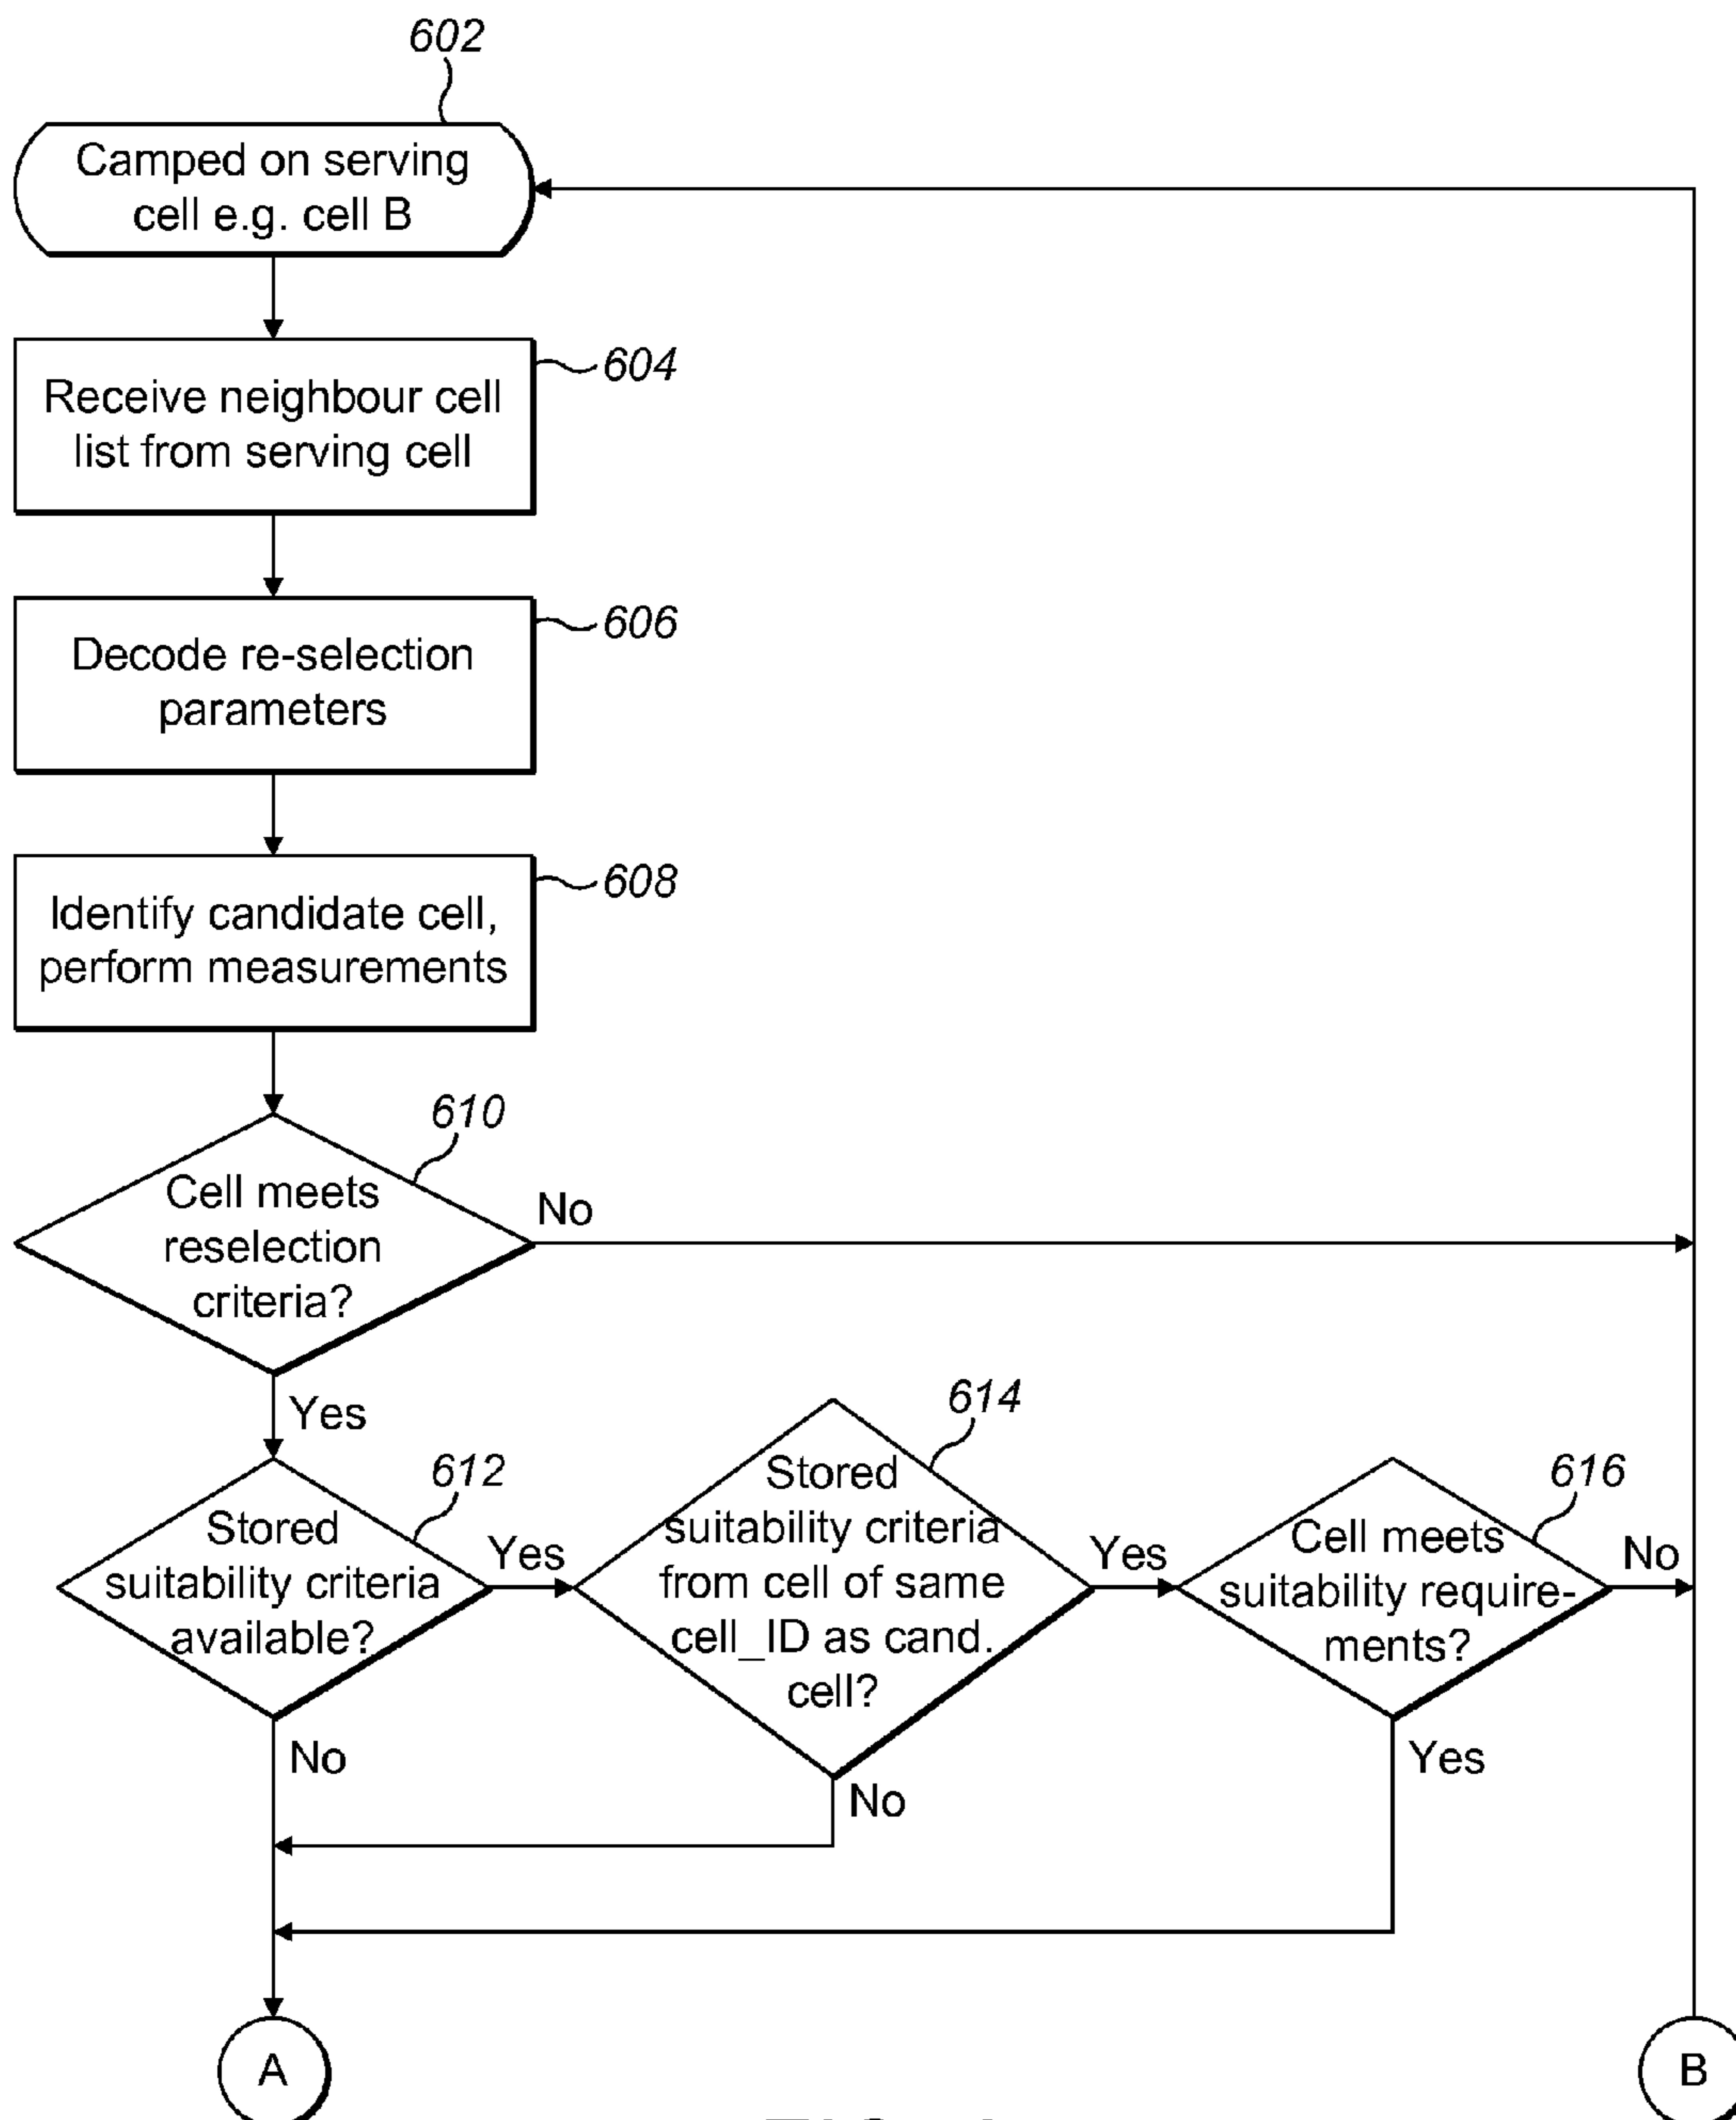 602
Camped on serving
cell e.g. cell B
604
Receive neighbour cell
list from serving cell
606
Decode re-selection
parameters
608
Identify candidate cell,
perform measurements
610
Cell meets
reselection
criteria?
No
Yes
612
Stored
suitability criteria
available?
Yes
No
614
Stored
suitability criteria
from cell of same
cell_ID as cand.
cell?
Yes
No
616
Cell meets
suitability require-
ments?
No
Yes
A
B